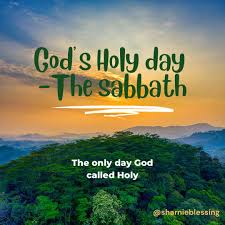 God's Holy day
-The sabbath
The only day God
called Holy
@sharnieblessing